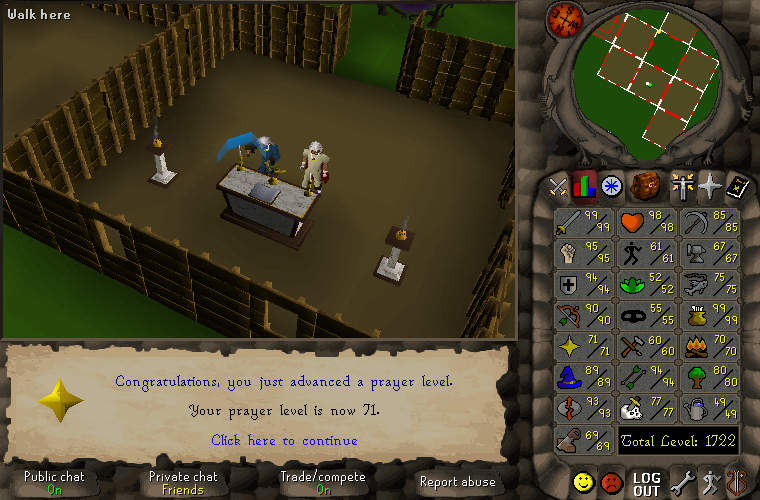 Walk here
99/99 98/98 85/85
95/95 61/61 67/67
94/94 52/52 75/75
90/90 55/55 99/99
71/71 60/60 70/70
89/89 94/94 80/80
93/93 77/77 49/49
69/69 Total Level: 1722
Congratulations, you just advanced a prayer level.
Your prayer level is now 71.
Click here to continue
Public chat Private chat Trade/compete Report abuse
On Friends On
LOG
OUT